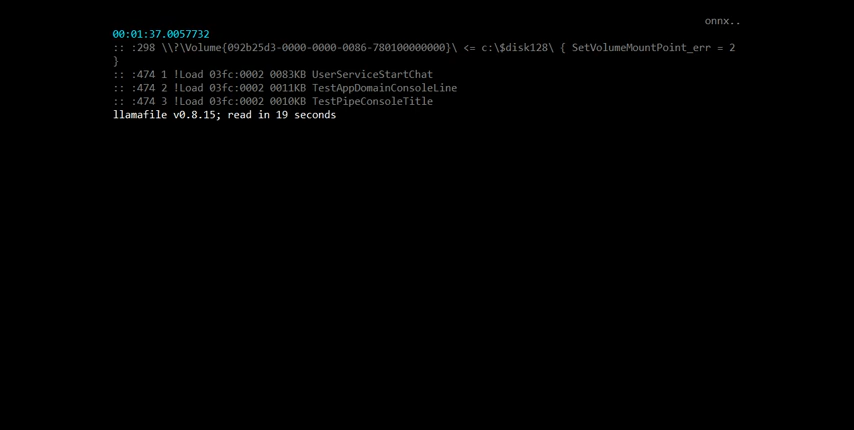 onnx..
00:01:37.0057732
:: :298 \\?\Volume{092b25d3-0000-0000-0086-780100000000}\ <= c:\$disk128\ { SetVolumeMountPoint_err = 2
}
:: :474 1 !Load 03fc:0002 0083KB UserServiceStartChat
:: :474 2 !Load 03fc:0002 0011KB TestAppDomainConsoleLine
:: :474 3 !Load 03fc:0002 0010KB TestPipeConsoleTitle
llamafile v0.8.15; read in 19 seconds